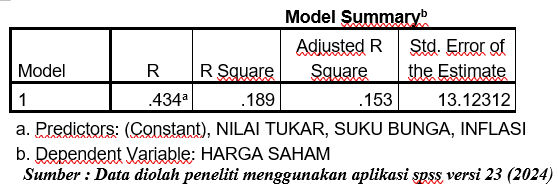 Model Summaryb
Model R R Square Adjusted R Square Std. Error of the Estimate
1 .434a .189 .153 13.12312
a. Predictors: (Constant), NILAI TUKAR, SUKU BUNGA, INFLASI
b. Dependent Variable: HARGA SAHAM
Sumber : Data diolah peneliti menggunakan aplikasi spss versi 23 (2024)